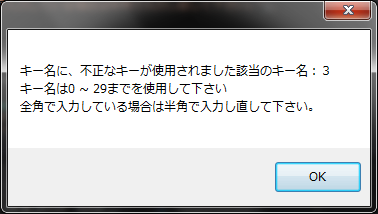 キー名に、不正なキーが使用されました該当のキー名：３
キー名は0 ~ 29までを使用して下さい
全角で入力している場合は半角で入力し直して下さい。
OK